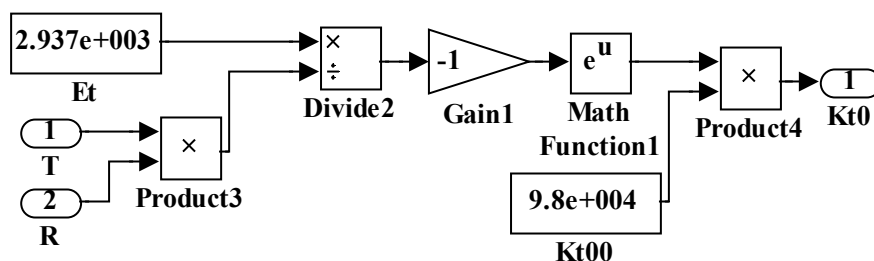 2.937e+003
Et
1
T
2
R
×
Product3
×
÷
Divide2
-1
Gain1
e^u
Math
Function1
9.8e+004
Kt00
×
Product4
1
Kt0